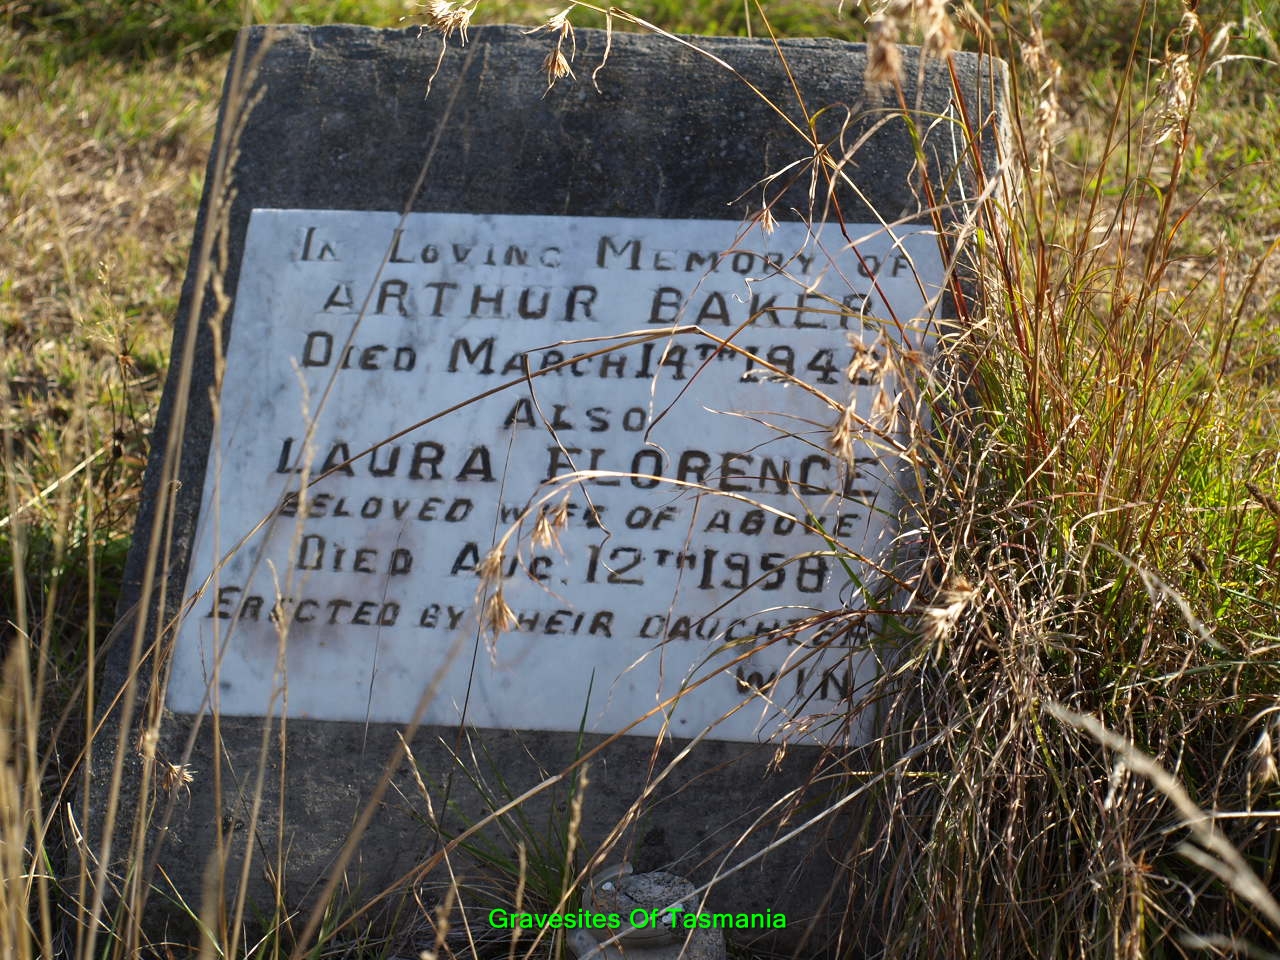 In Loving Memory of
ARTHUR BAKER
Died March 14th
Also
LAURA FLORENCE
BELOVED WIFE OF ABOVE
Died Aug. 12th 1958
ERECTED BY THEIR DAUGHTER
WIN
Gravesites Of Tasmania